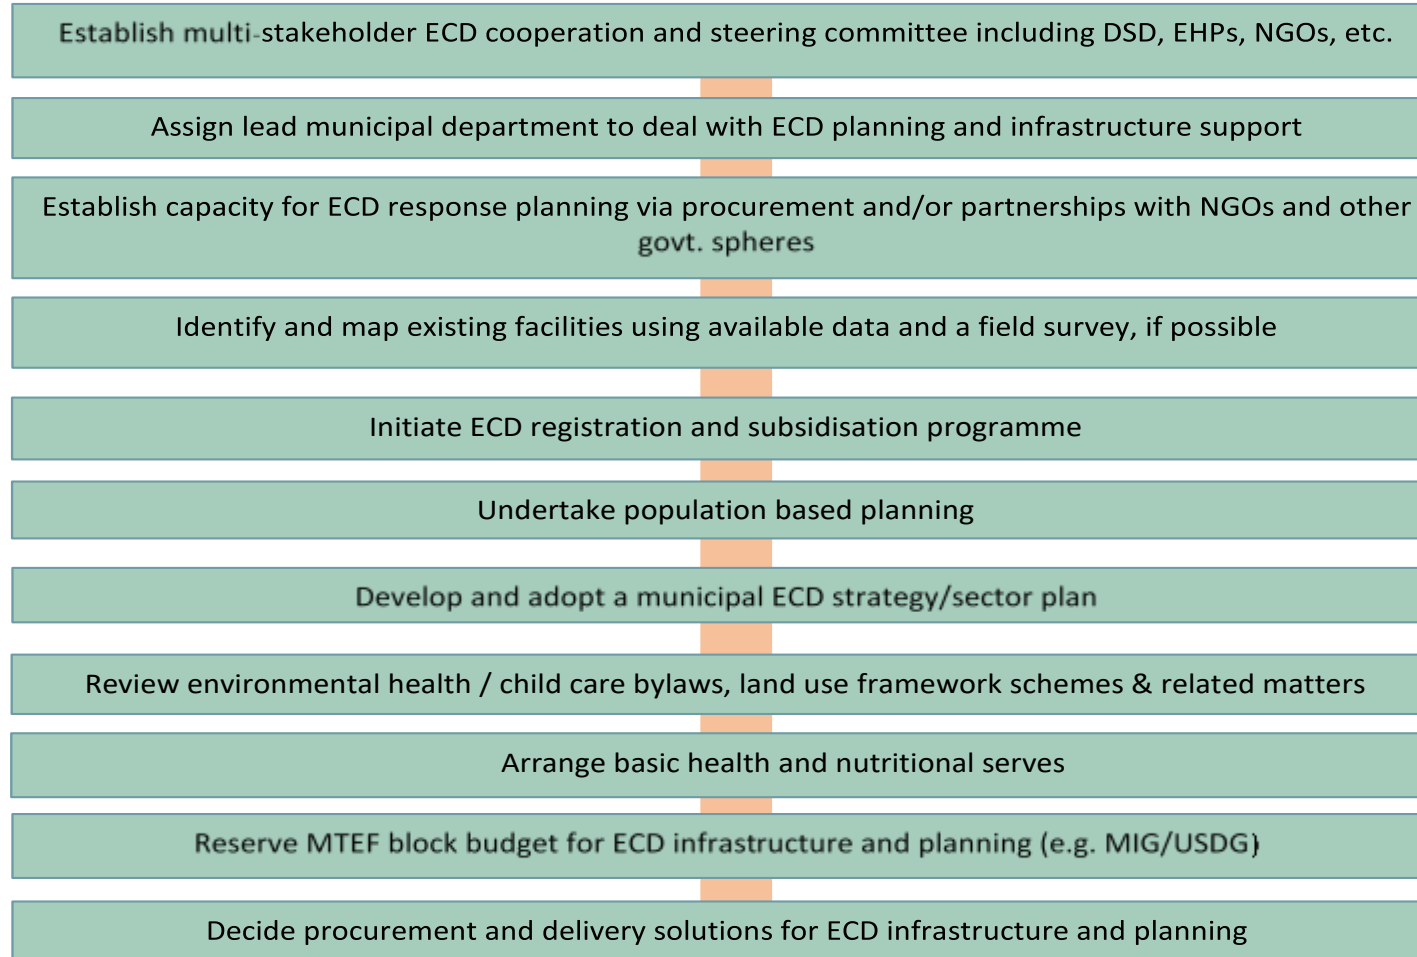 Establish multi-stakeholder ECD cooperation and steering committee including DSD, EHPs, NGOs, etc.
Assign lead municipal department to deal with ECD planning and infrastructure support
Establish capacity for ECD response planning via procurement and/or partnerships with NGOs and other
govt. spheres
Identify and map existing facilities using available data and a field survey, if possible
Initiate ECD registration and subsidisation programme
Undertake population based planning
Develop and adopt a municipal ECD strategy/sector plan
Review environmental health / child care bylaws, land use framework schemes & related matters
Arrange basic health and nutritional serves
Reserve MTEF block budget for ECD infrastructure and planning (e.g. MIG/USDG)
Decide procurement and delivery solutions for ECD infrastructure and planning